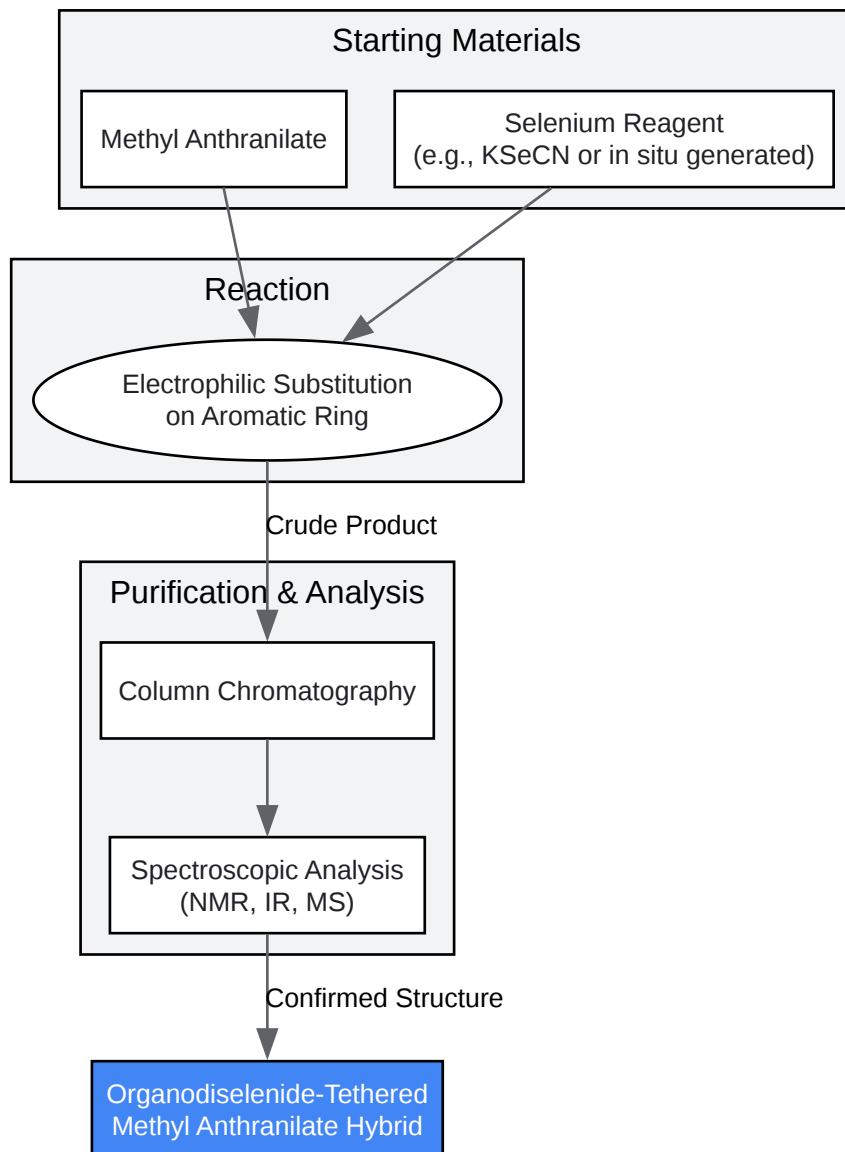 Starting Materials
Methyl Anthranilate
Selenium Reagent
(e.g., KSeCN or in situ generated)
Reaction
Electrophilic Substitution
on Aromatic Ring
Crude Product
Purification & Analysis
Column Chromatography
Spectroscopic Analysis
(NMR, IR, MS)
Confirmed Structure
Organodiselenide-Tethered
Methyl Anthranilate Hybrid